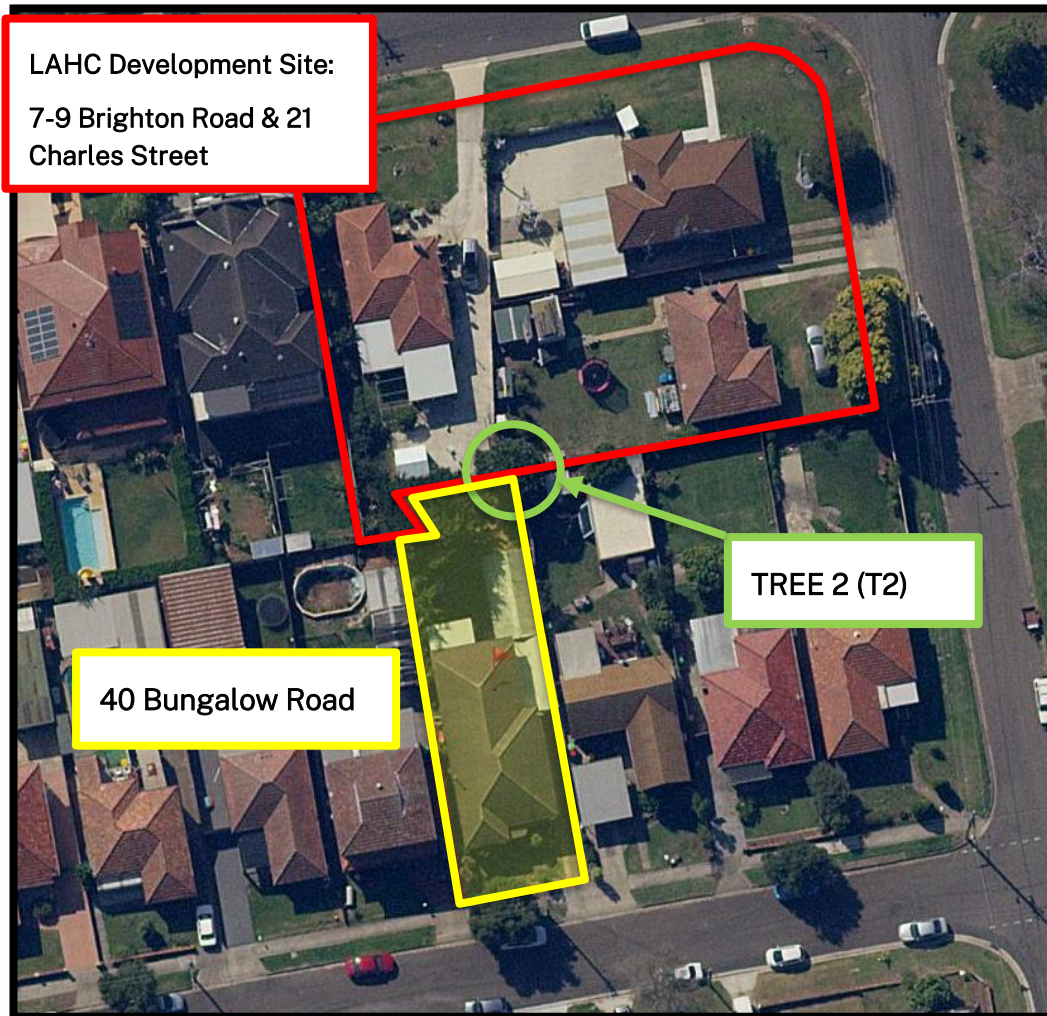 LAHC Development Site:
7-9 Brighton Road & 21
Charles Street
TREE 2 (T2)
40 Bungalow Road